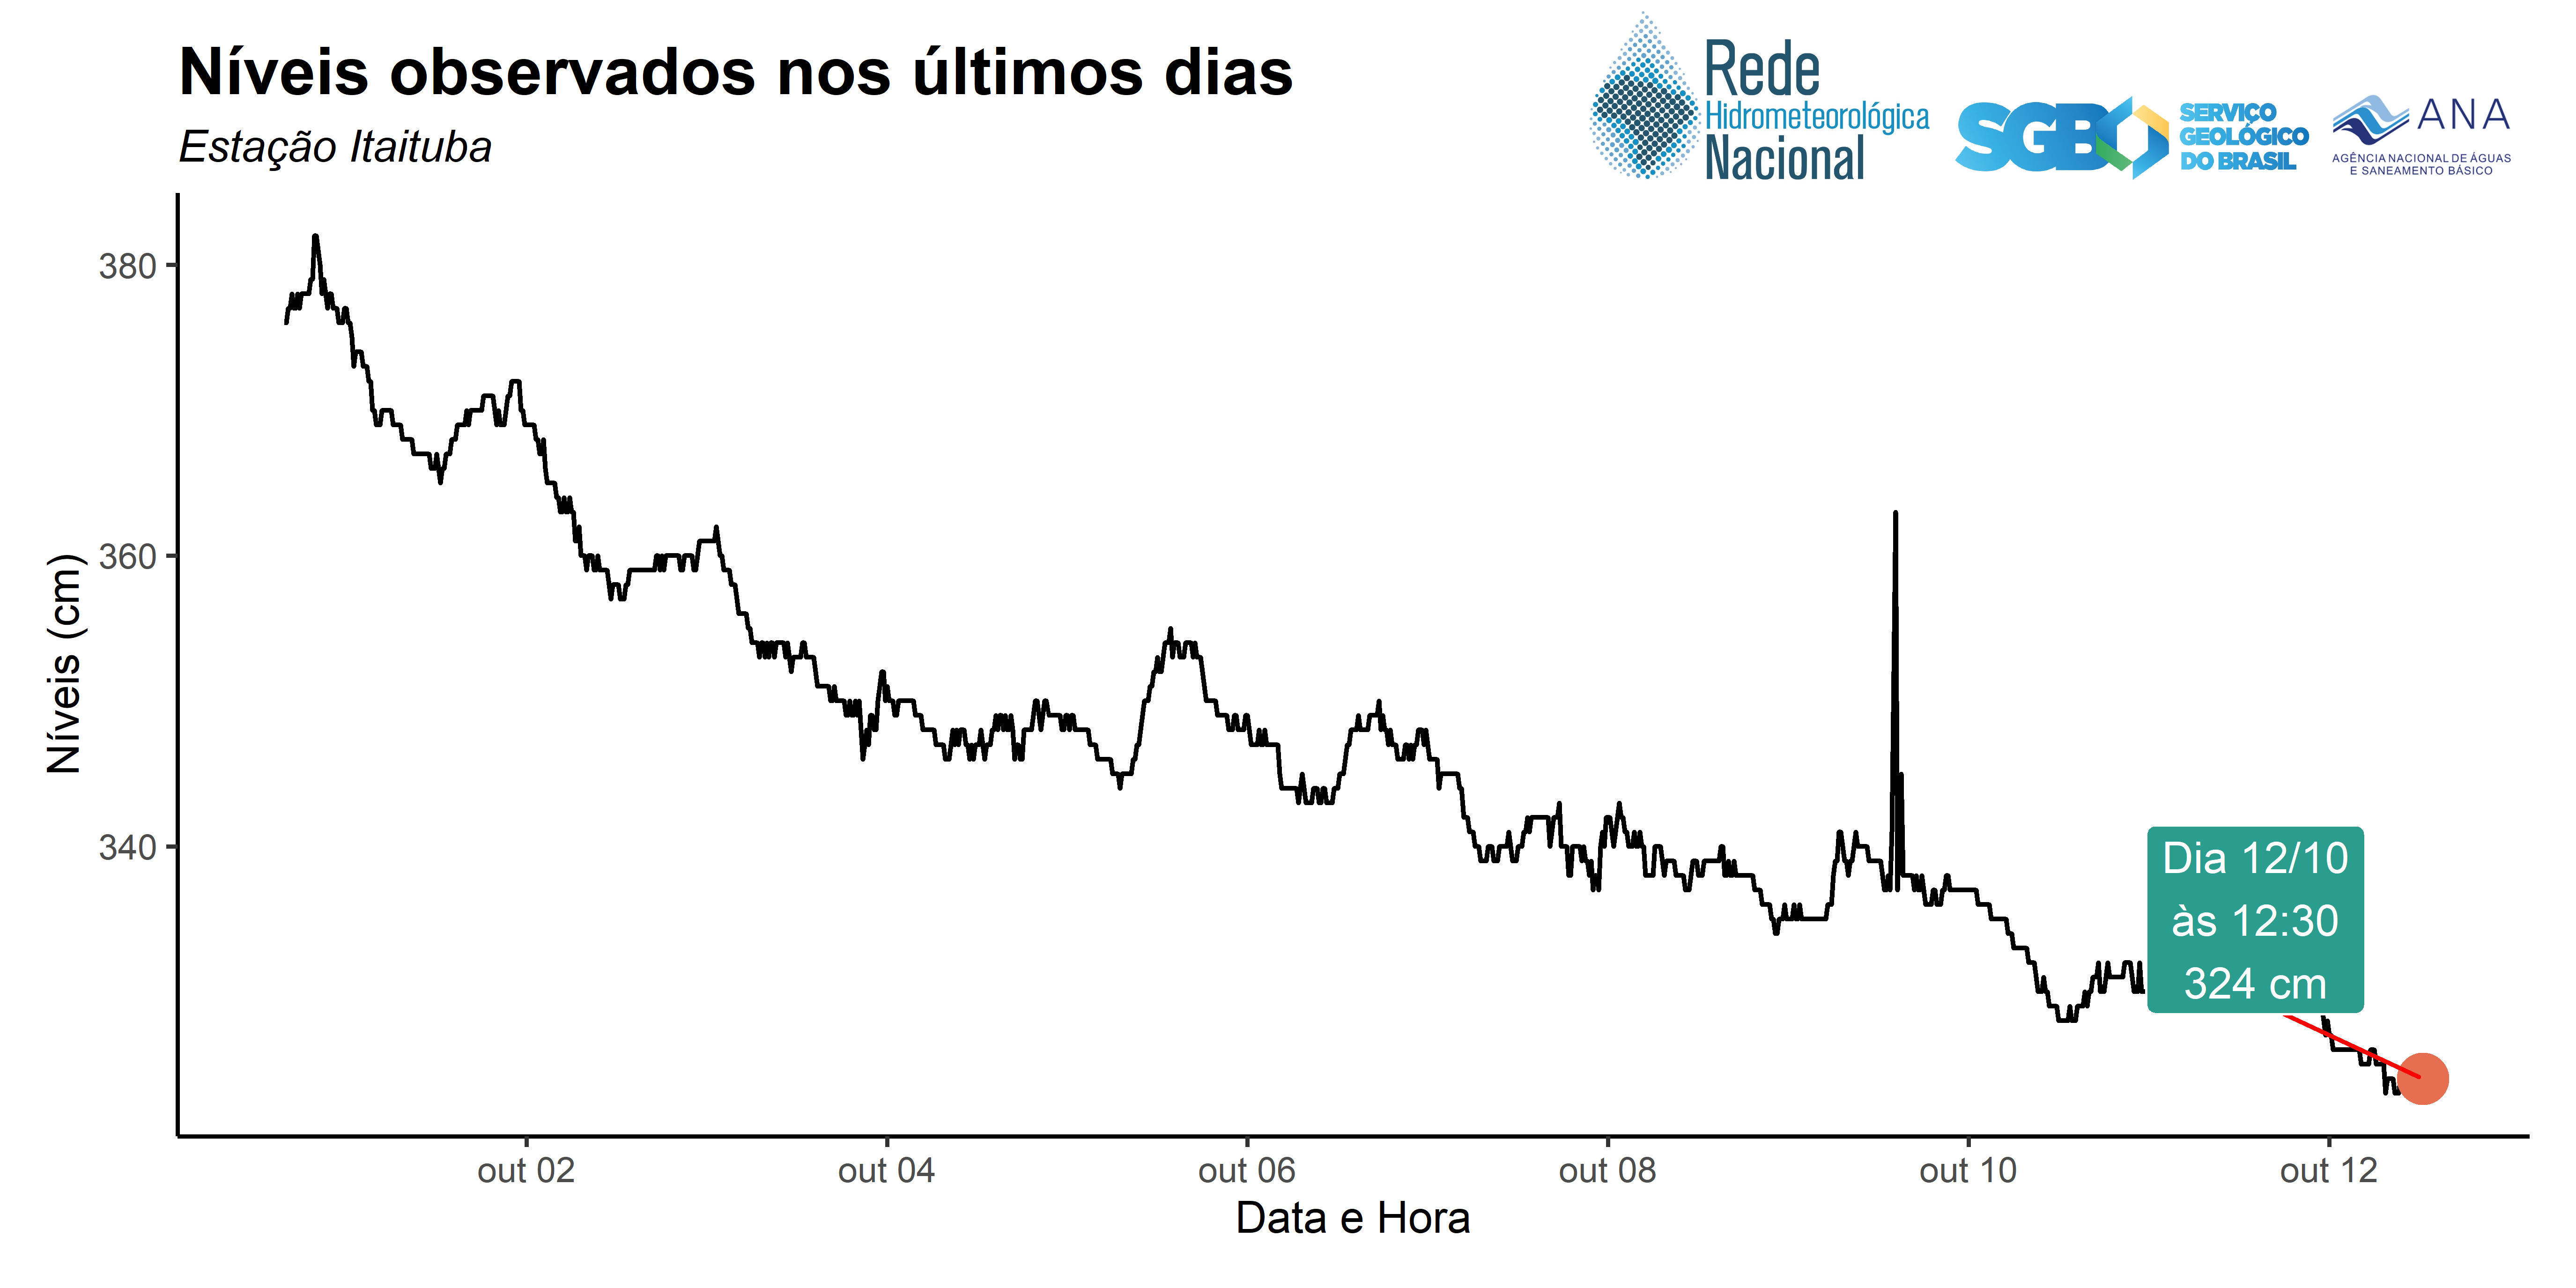 Níveis observados nos últimos dias
Estação Itaituba
Rede
Hidrometeorológica
Nacional
SGB
SERVIÇO
GEOLÓGICO
DO BRASIL
ANA
AGÊNCIA NACIONAL DE ÁGUAS
E SANEAMENTO BÁSICO
Níveis (cm)
380
360
340
Dia 12/10
às 12:30
324 cm
out 02
out 04
out 06
out 08
out 10
out 12
Data e Hora